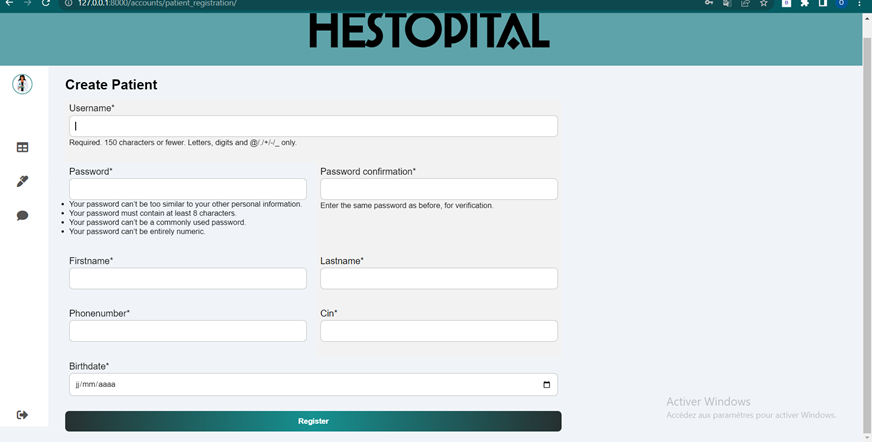 127.0.0.1:8000/accounts/patient_registration/
HESTOPITAL
Create Patient
Username*
Required. 150 characters or fewer. Letters, digits and @/./+/-/_ only.
Password* Password confirmation*
Your password can't be too similar to your other personal information.
Enter the same password as before, for verification.
Your password must contain at least 8 characters.
Your password can't be a commonly used password.
Your password can't be entirely numeric.
Firstname* Lastname*
Phonenumber* Cin*
Birthdate*
jj/mm/aaaa
Register
Activer Windows
Accédez aux paramètres pour activer Windows.